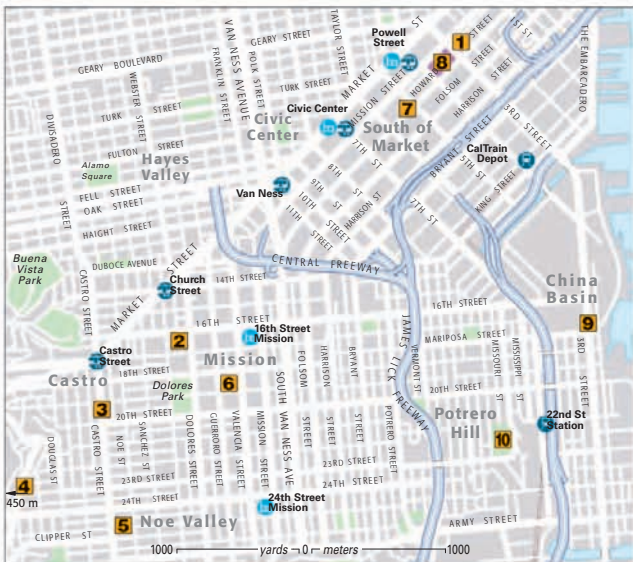 GEARY STREET
GEARY BOULEVARD
VAN NESS AVENUE
FRANKLIN STREET
POLK STREET
TAYLOR STREET
Powell
Street
MARKET ST
1
STREET
1ST ST
THE EMBARCADERO
8
7
HOWARD
FOLSOM STREET
HARRISON ST
MISSION STREET
TURK STREET
WEBSTER STREET
DIVISADERO STREET
TURK STREET
Civic Center
Civic
Center
South of
Market
BRYANT STREET
3RD STREET
5TH ST
CalTrain
Depot
KING STREET
FULTON STREET
Hayes
Valley
Alamo
Square
FELL STREET
OAK STREET
HAIGHT STREET
Van Ness
7TH ST
8TH ST
9TH ST
10TH STREET
11TH STREET
HARRISON ST
7TH ST
DUBOCE AVENUE
Buena
Vista
Park
CASTRO STREET
MARKET STREET
Church
Street
14TH STREET
CENTRAL FREEWAY
China
Basin
16TH STREET
16TH STREET
16th Street
Mission
2
9
Castro
Street
Castro
18TH STREET
Mission
Dolores
Park
6
3
JAMES LICK FREEWAY
VERMONT ST
MARIPOSA STREET
MISSOURI ST
MISSISSIPPI ST
3RD STREET
20TH STREET
20TH STREET
Potrero
Hill
10
22nd St
Station
DOUGLAS ST
CASTRO STREET
NOE ST
SANCHEZ ST
DOLORES STREET
GUERRORO STREET
VALENCIA STREET
MISSION STREET
SOUTH VAN NESS AVE
FOLSOM STREET
HARRISON STREET
BRYANT STREET
POTRERO STREET
23RD STREET
23RD STREET
24TH STREET
24TH STREET
4
450 m
24th Street
Mission
5
Noe Valley
CLIPPER ST
ARMY STREET
1000 yards 0 meters 1000